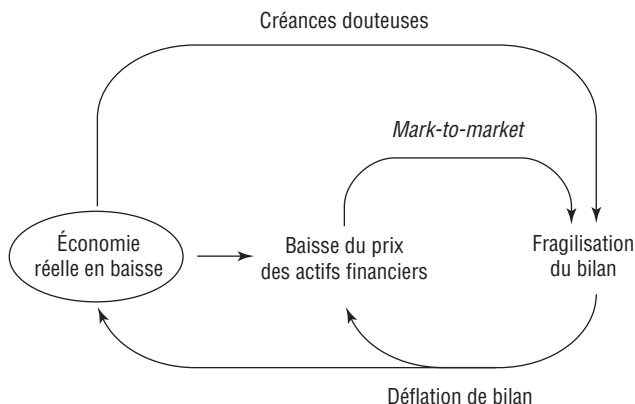 Créances douteuses
Mark-to-market
Économie
réelle en baisse
Baisse du prix
des actifs financiers
Fragilisation
du bilan
Déflation de bilan